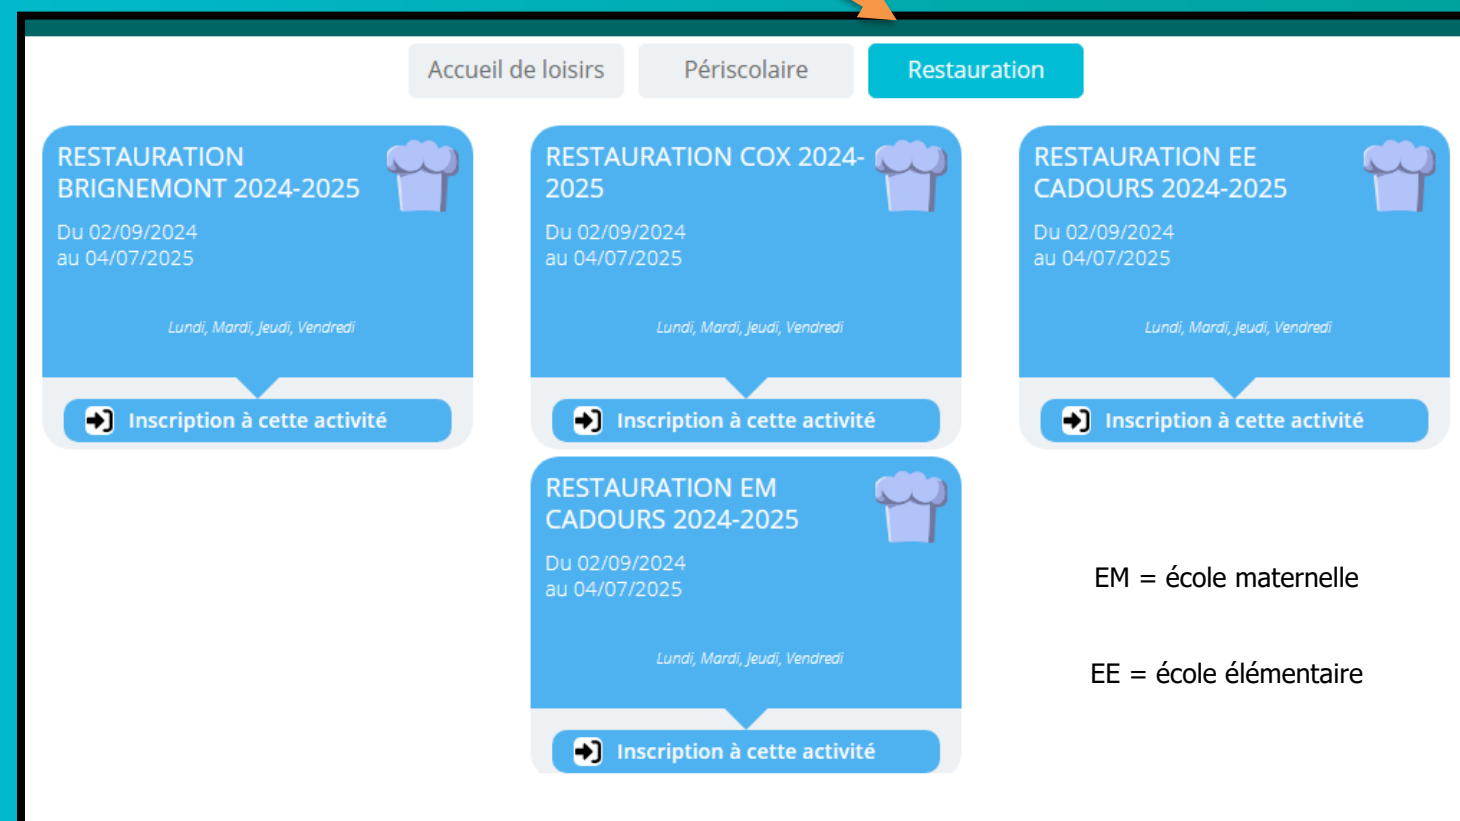 Accueil de loisirs
Périscolaire
Restauration
RESTAURATION
BRIGNEMONT 2024-2025
Du 02/09/2024
au 04/07/2025
Lundi, Mardi, Jeudi, Vendredi
Inscription à cette activité
RESTAURATION COX 2024-
2025
Du 02/09/2024
au 04/07/2025
Lundi, Mardi, Jeudi, Vendredi
Inscription à cette activité
RESTAURATION EE
CADOURS 2024-2025
Du 02/09/2024
au 04/07/2025
Lundi, Mardi, Jeudi, Vendredi
Inscription à cette activité
RESTAURATION EM
CADOURS 2024-2025
Du 02/09/2024
au 04/07/2025
Lundi, Mardi, Jeudi, Vendredi
Inscription à cette activité
EM = école maternelle
EE = école élémentaire